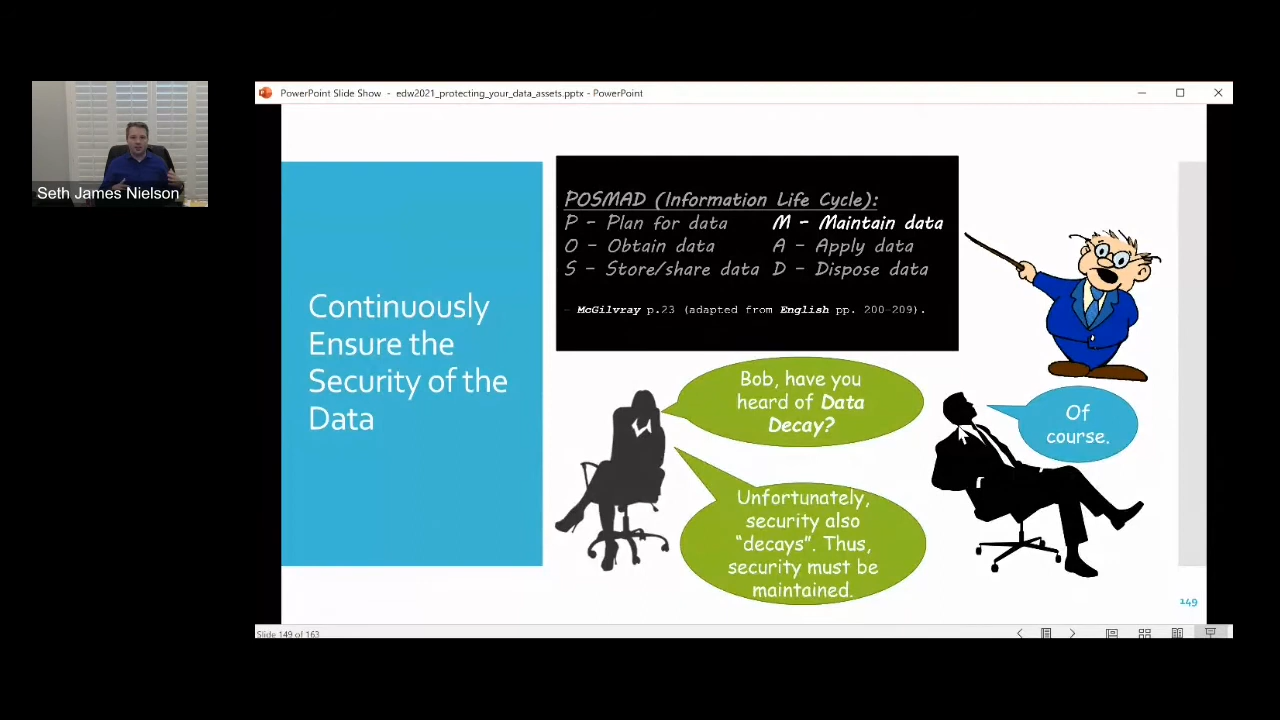 PowerPoint Slide Show - edw2021_protecting_your_data_assets.pptx - PowerPoint
Seth James Nielson
Continuously
Ensure the
Security of the
Data
POSMAD (Information Life Cycle):
P - Plan for data M - Maintain data
O - Obtain data A - Apply data
S - Store/share data D - Dispose data
- McGilvray p.23 (adapted from English pp. 200-209).
Bob, have you
heard of Data
Decay?
Of
course.
Unfortunately,
security also
“decays”. Thus,
security must be
maintained.
149
Slide 149 of 163